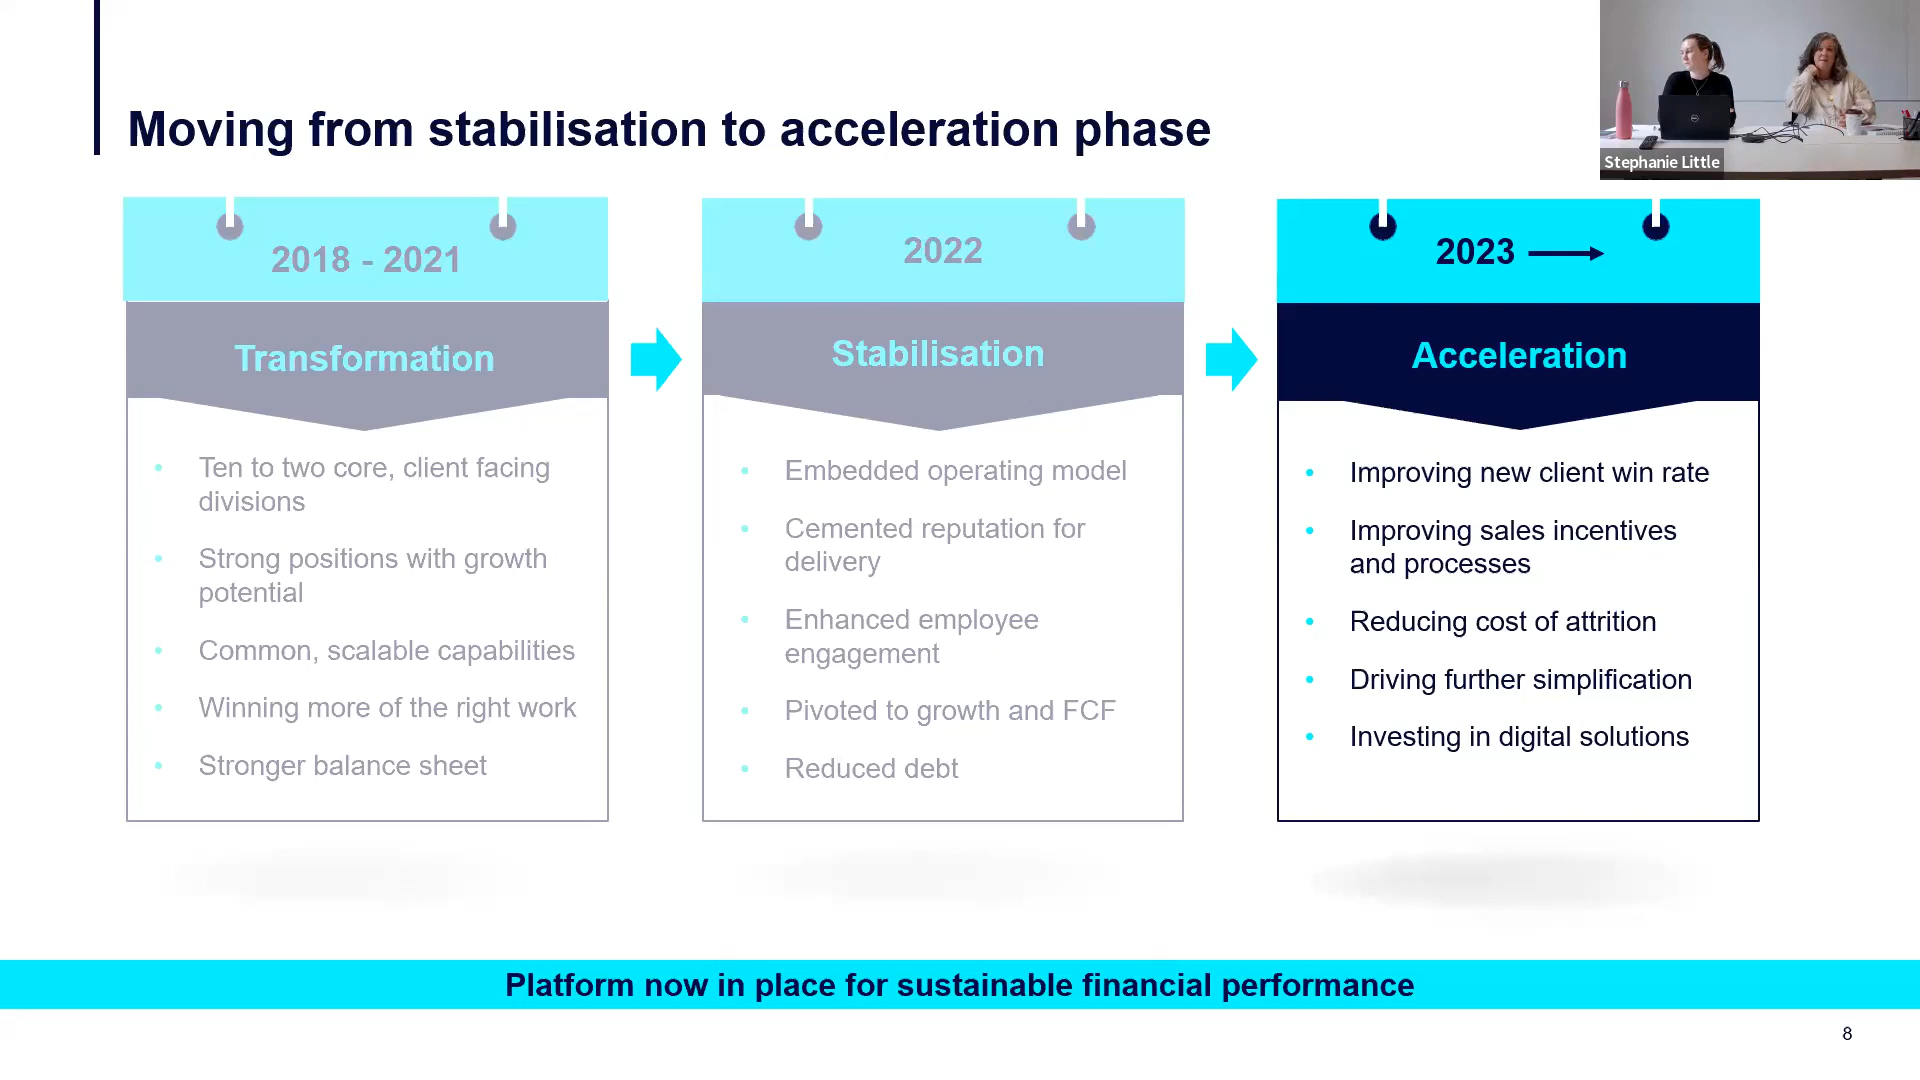 Moving from stabilisation to acceleration phase
Stephanie Little
2018 - 2021
Transformation
• Ten to two core, client facing
divisions
• Strong positions with growth
potential
• Common, scalable capabilities
• Winning more of the right work
• Stronger balance sheet
2022
Stabilisation
• Embedded operating model
• Cemented reputation for
delivery
• Enhanced employee
engagement
• Pivoted to growth and FCF
• Reduced debt
2023
Acceleration
• Improving new client win rate
• Improving sales incentives
and processes
• Reducing cost of attrition
• Driving further simplification
• Investing in digital solutions
Platform now in place for sustainable financial performance
8